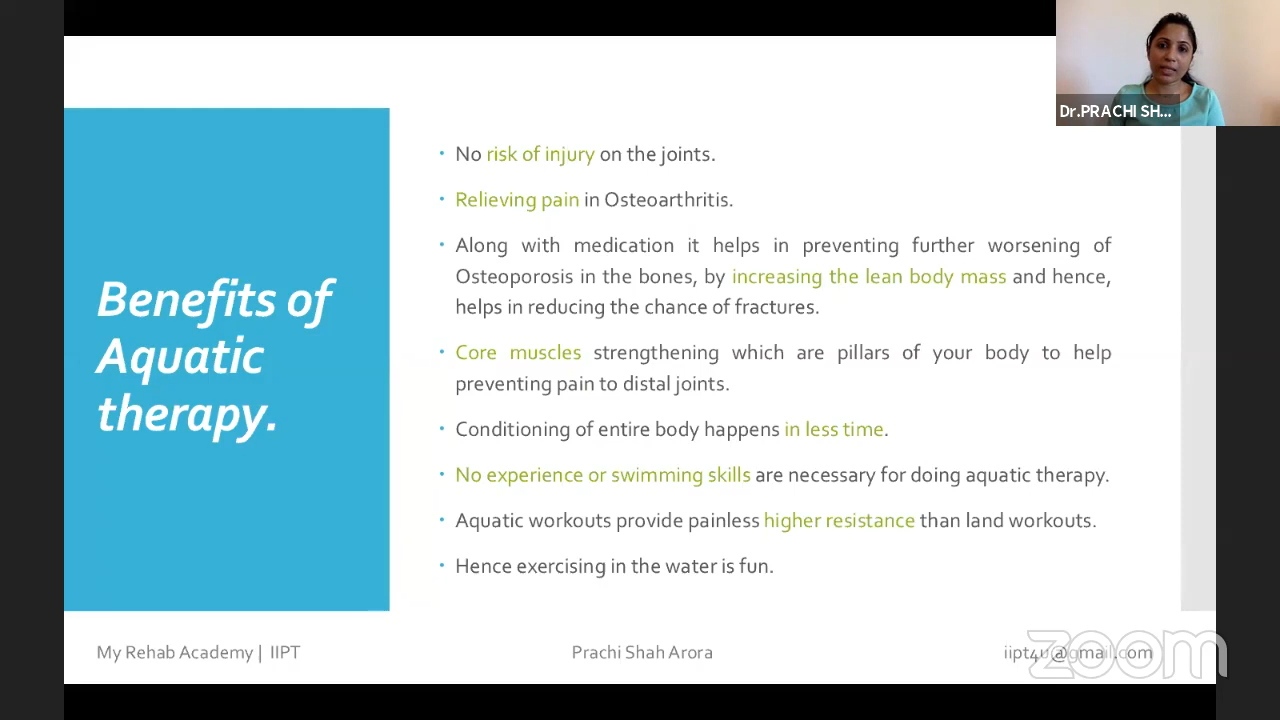 Dr.PRACHI SH...
Benefits of
Aquatic
therapy.
• No risk of injury on the joints.
• Relieving pain in Osteoarthritis.
• Along with medication it helps in preventing further worsening of
Osteoporosis in the bones, by increasing the lean body mass and hence,
helps in reducing the chance of fractures.
• Core muscles strengthening which are pillars of your body to help
preventing pain to distal joints.
• Conditioning of entire body happens in less time.
• No experience or swimming skills are necessary for doing aquatic therapy.
• Aquatic workouts provide painless higher resistance than land workouts.
• Hence exercising in the water is fun.
My Rehab Academy | IIPT
Prachi Shah Arora
iipt4u@gmail.com
zoom